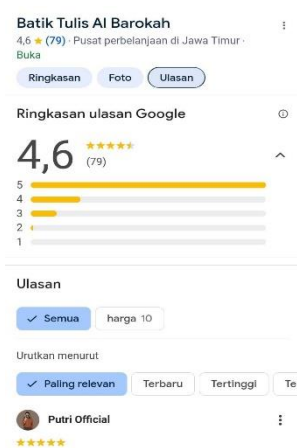 Batik Tulis Al Barokah
4,6 ★ (79) · Pusat perbelanjaan di Jawa Timur ·
Buka
Ringkasan Foto Ulasan
Ringkasan ulasan Google
4,6
(79)
5
4
3
2
1
Ulasan
✓ Semua harga 10
Urutkan menurut
✓ Paling relevan Terbaru Tertinggi Te
Putri Official